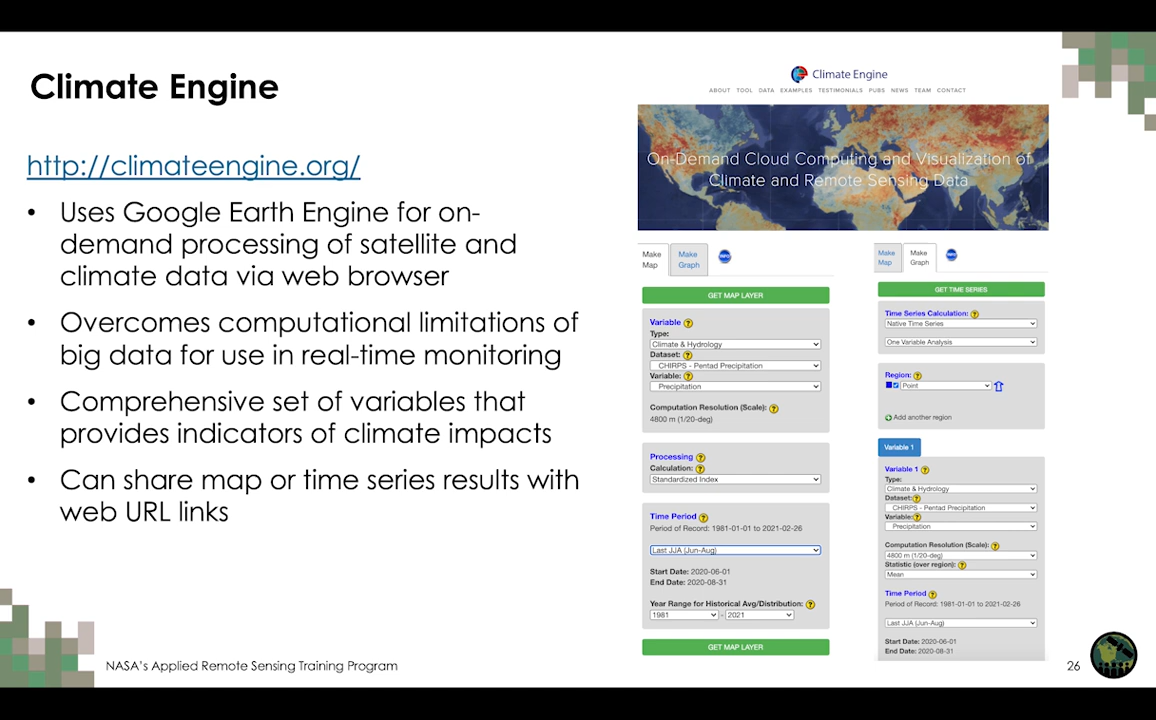 Climate Engine
http://climateengine.org/
• Uses Google Earth Engine for on-
demand processing of satellite and
climate data via web browser
• Overcomes computational limitations of
big data for use in real-time monitoring
• Comprehensive set of variables that
provides indicators of climate impacts
• Can share map or time series results with
web URL links
Climate Engine
ABOUT TOOL DATA EXAMPLES TESTIMONIALS PUBS NEWS TEAM CONTACT
On-Demand Cloud Computing and Visualization of
Climate and Remote Sensing Data
Make
Map
Make
Graph
GET MAP LAYER
Variable ?
Type:
Climate & Hydrology
Dataset: ?
CHIRPS - Pentad Precipitation
Variable: ?
Precipitation
Computation Resolution (Scale): ?
4800 m (1/20-deg)
Processing ?
Calculation: ?
Standardized Index
Time Period ?
Period of Record: 1981-01-01 to 2021-02-26
Last JJA (Jun-Aug)
Start Date: 2020-06-01
End Date: 2020-08-31
Year Range for Historical Avg/Distribution: ?
1981 - 2021
GET MAP LAYER
Make
Map
Make
Graph
GET TIME SERIES
Time Series Calculation: ?
Native Time Series
One Variable Analysis
Region: ?
Point
Add another region
Variable 1
Variable 1 ?
Type:
Climate & Hydrology
Dataset: ?
CHIRPS - Pentad Precipitation
Variable: ?
Precipitation
Computation Resolution (Scale): ?
4800 m (1/20-deg)
Statistic (over region): ?
Mean
Time Period ?
Period of Record: 1981-01-01 to 2021-02-26
Last JJA (Jun-Aug)
Start Date: 2020-06-01
End Date: 2020-08-31
NASA's Applied Remote Sensing Training Program
26